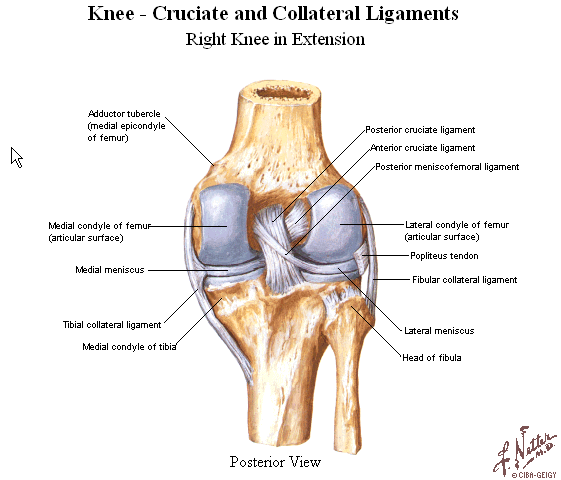 Knee - Cruciate and Collateral Ligaments
Right Knee in Extension
Adductor tubercle
(medial epicondyle
of femur)
Posterior cruciate ligament
Anterior cruciate ligament
Posterior meniscofemoral ligament
Medial condyle of femur
(articular surface)
Lateral condyle of femur
(articular surface)
Popliteus tendon
Medial meniscus
Fibular collateral ligament
Tibial collateral ligament
Lateral meniscus
Medial condyle of tibia
Head of fibula
Posterior View
F. Netter
M.D.
© CIBA-GEIGY